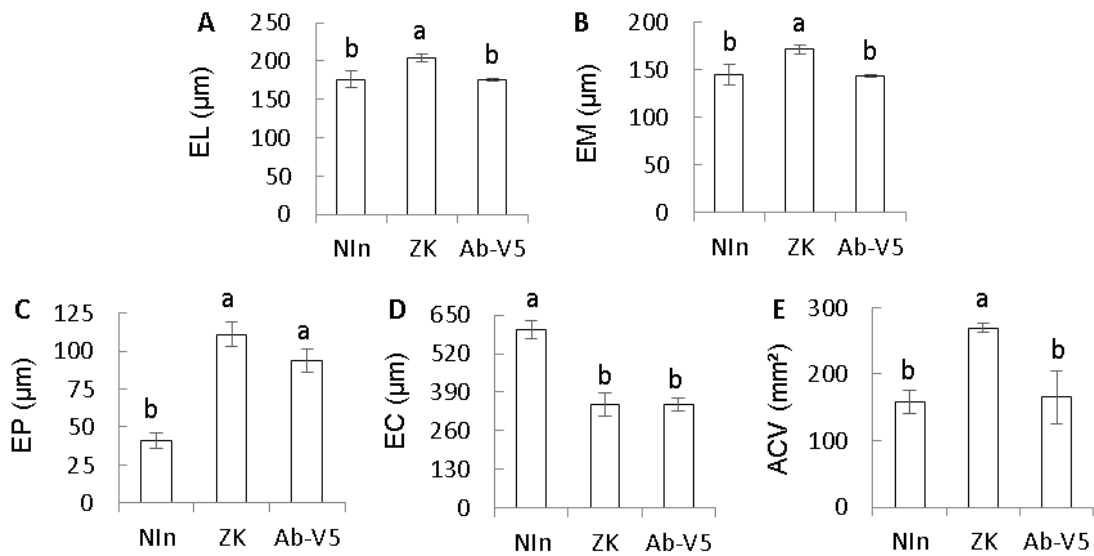 A
EL (µm)
250
200
150
100
50
0
b
a
b
NIn
ZK
Ab-V5
B
EM (µm)
200
150
100
50
0
b
a
b
NIn
ZK
Ab-V5
C
EP (µm)
125
100
75
50
25
0
b
a
a
NIn
ZK
Ab-V5
D
EC (µm)
650
520
390
260
130
0
a
b
b
NIn
ZK
Ab-V5
E
ACV (mm²)
300
200
100
0
b
a
b
NIn
ZK
Ab-V5